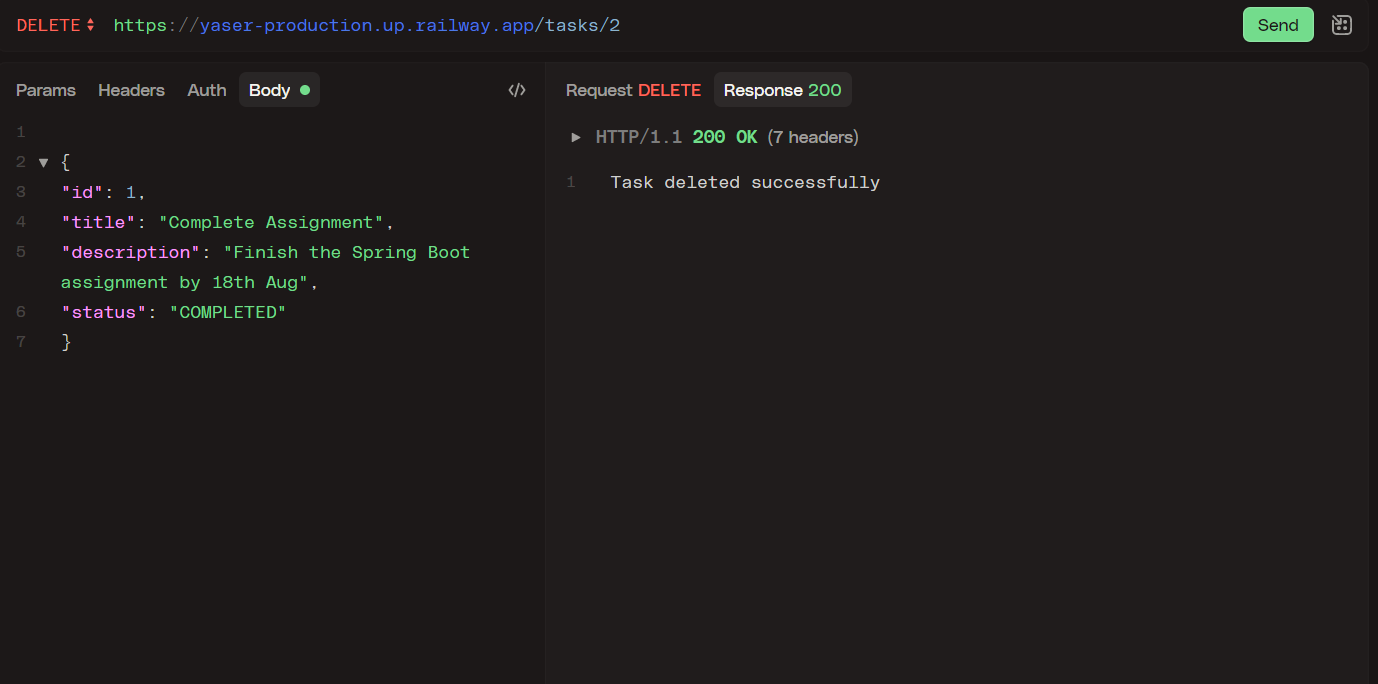 DELETE https://yaser-production.up.railway.app/tasks/2 Send
Params Headers Auth Body
Request DELETE Response 200
1
2 {
3 "id": 1,
4 "title": "Complete Assignment",
5 "description": "Finish the Spring Boot
assignment by 18th Aug",
6 "status": "COMPLETED"
7 }
HTTP/1.1 200 OK (7 headers)
1 Task deleted successfully